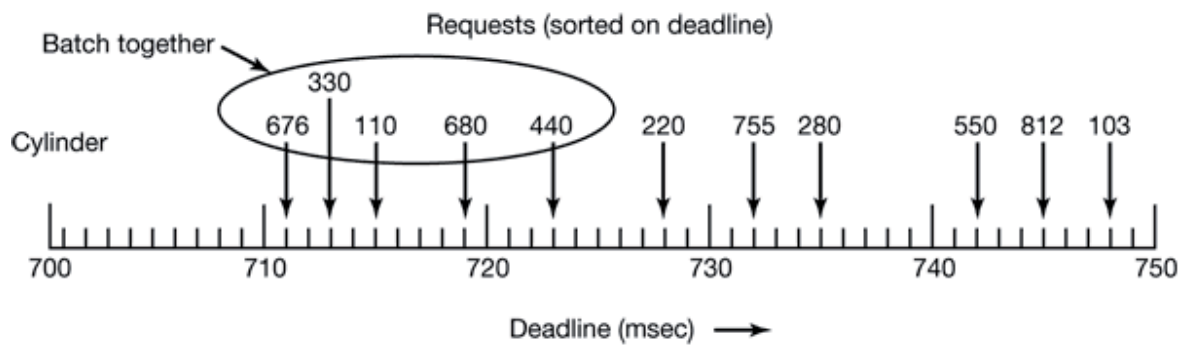 Requests (sorted on deadline)
Batch together
330
676 110 680 440 220 755 280 550 812 103
Cylinder
700 710 720 730 740 750
Deadline (msec)